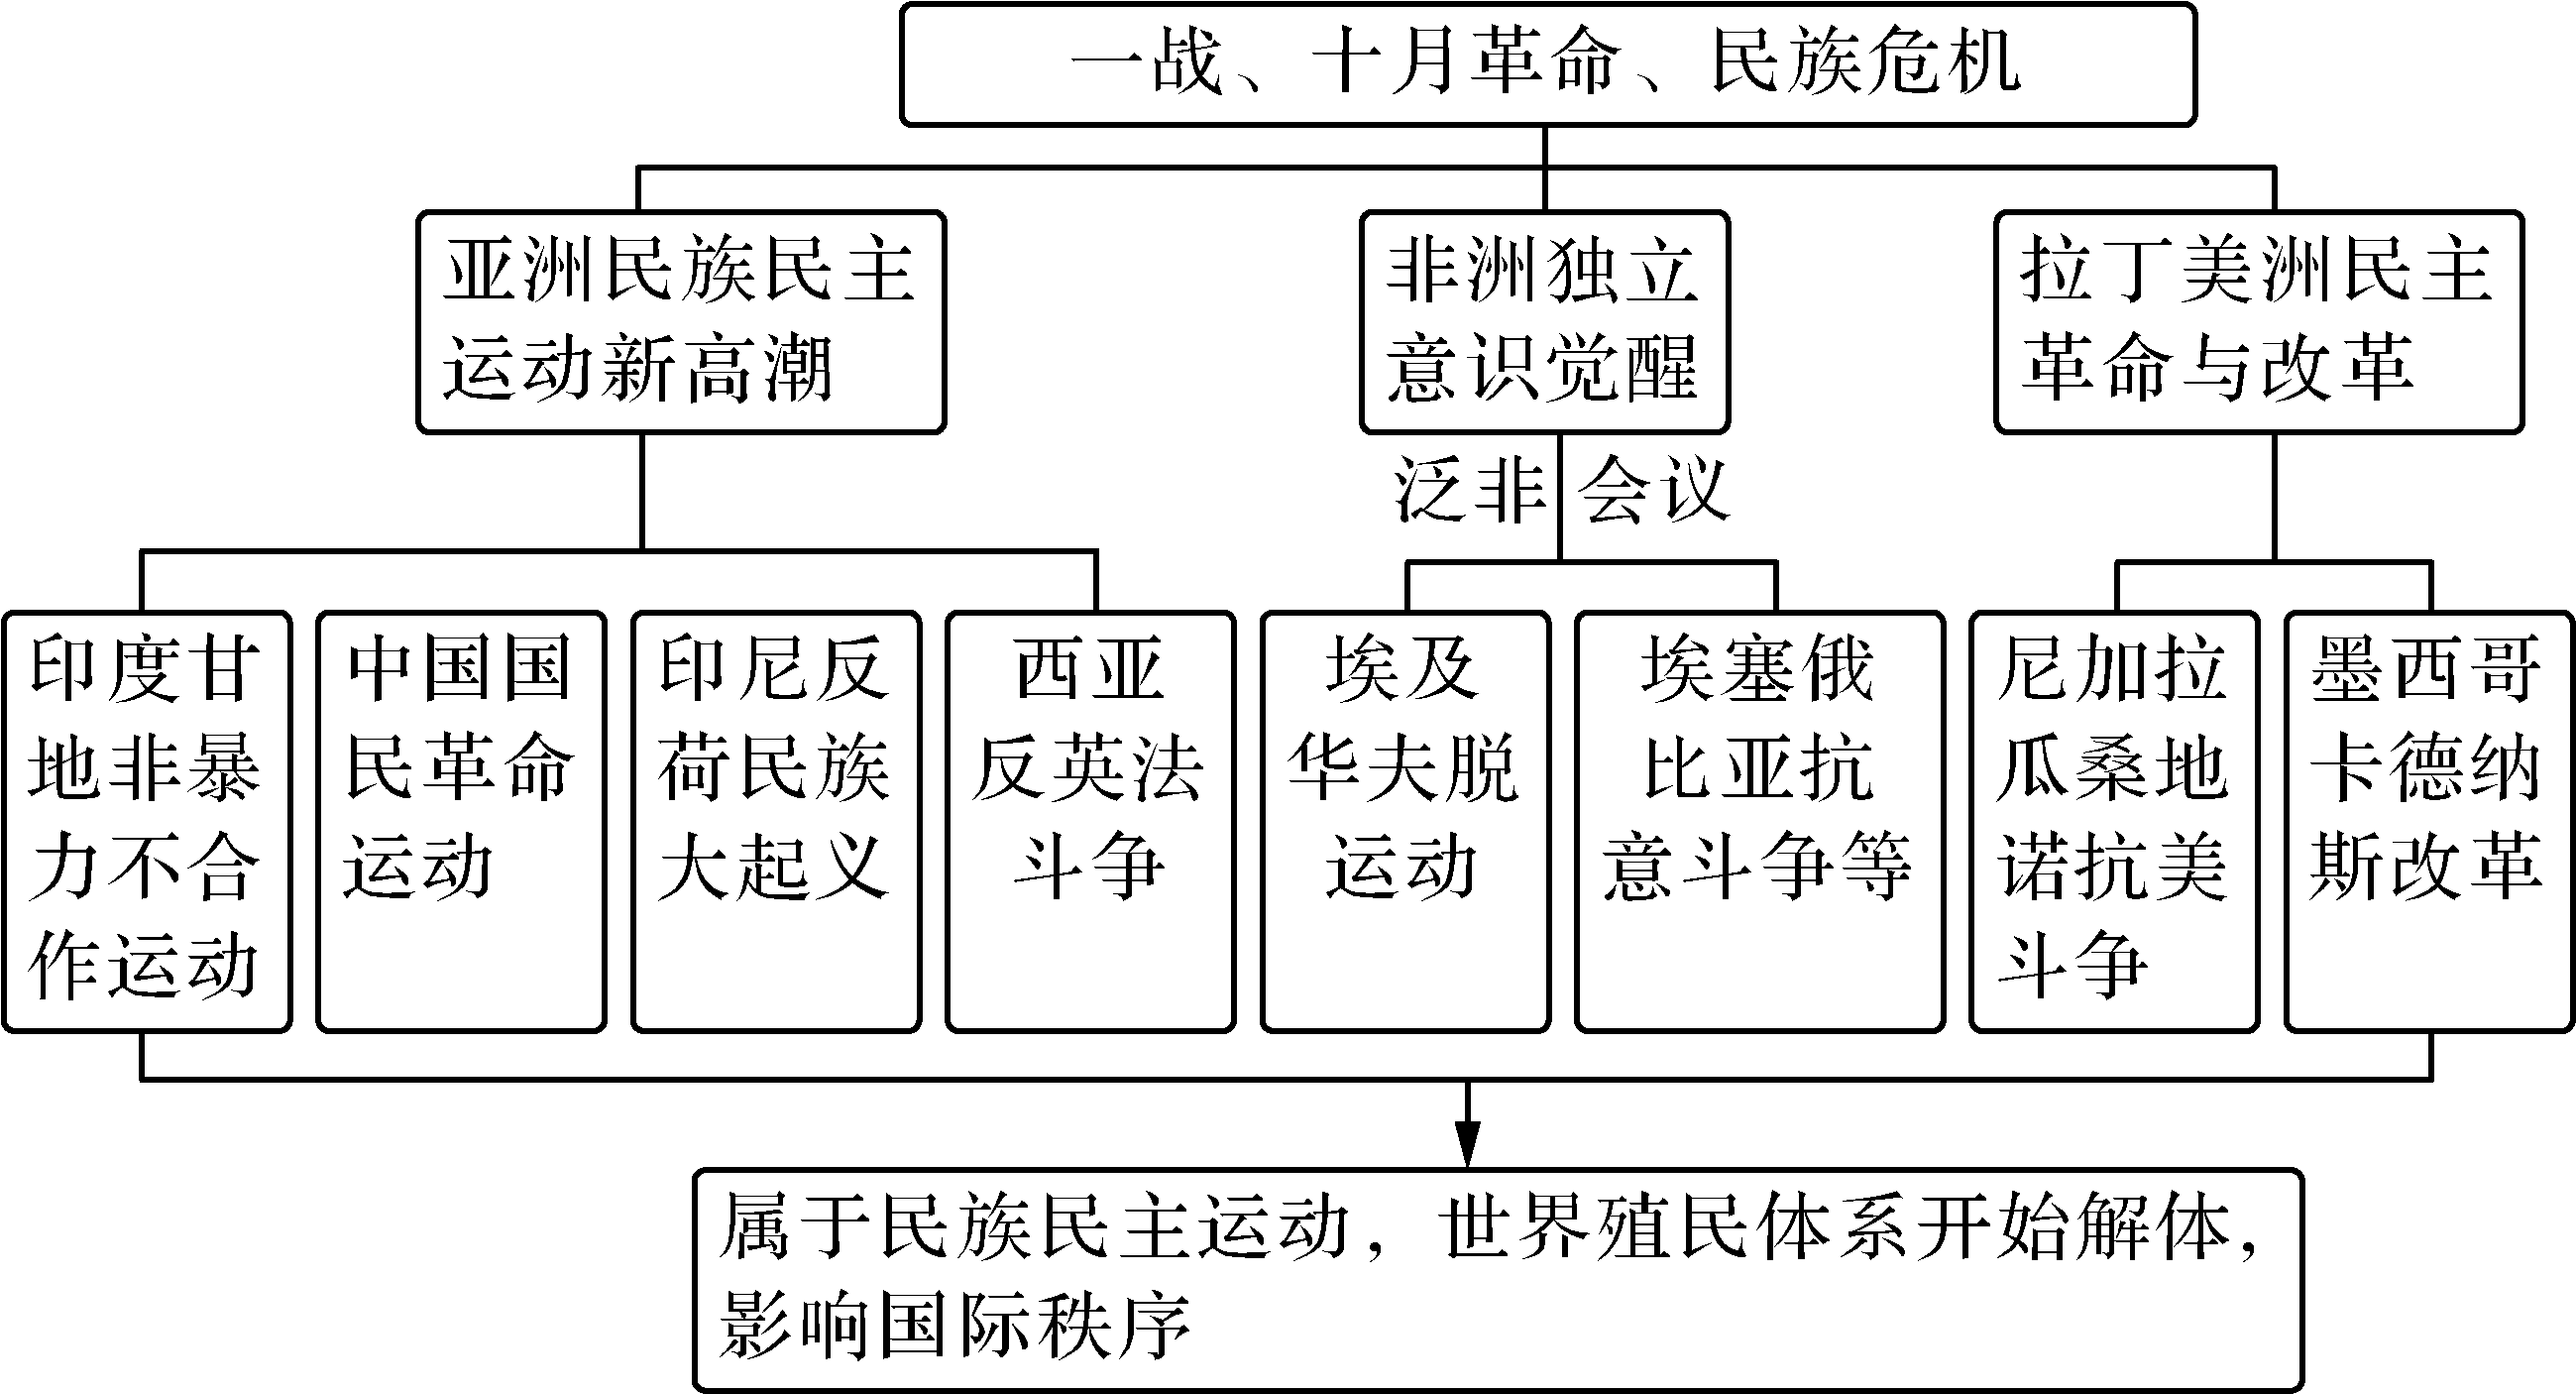 一战、十月革命、民族危机
亚洲民族民主
运动新高潮
非洲独立
意识觉醒
拉丁美洲民主
革命与改革
泛非会议
印度甘
地非暴
力不合
作运动
中国国
民革命
运动
印尼反
荷民族
大起义
西亚
反英法
斗争
埃及
华夫脱
运动
埃塞俄
比亚抗
意斗争等
尼加拉
瓜桑地
诺抗美
斗争
墨西哥
卡德纳
斯改革
属于民族民主运动，世界殖民体系开始解体，
影响国际秩序